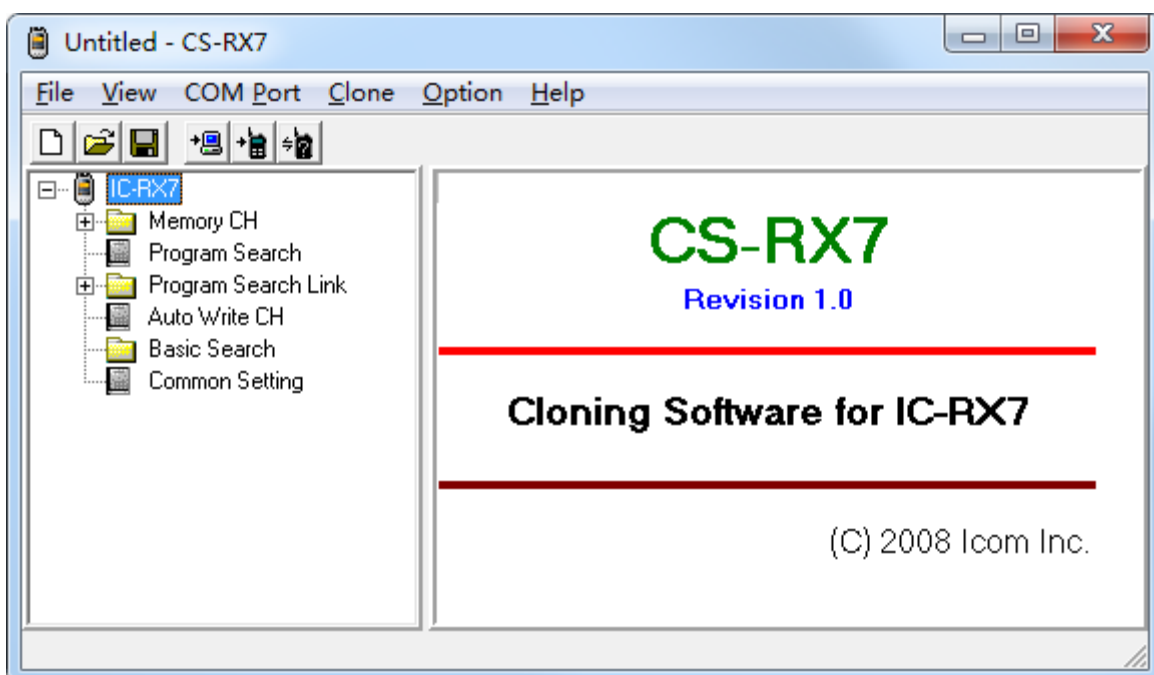 Untitled - CS-RX7
File View COM Port Clone Option Help
IC-RX7
Memory CH
Program Search
Program Search Link
Auto Write CH
Basic Search
Common Setting
CS-RX7
Revision 1.0
Cloning Software for IC-RX7
(C) 2008 Icom Inc.